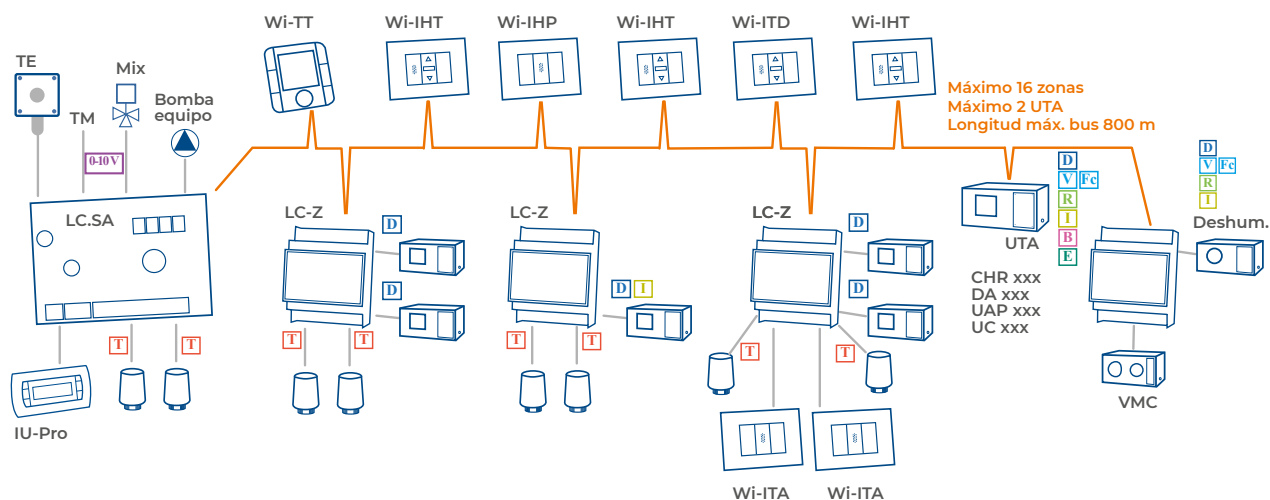 Wi-TT
Wi-IHT
Wi-IHP
Wi-IHT
Wi-ITD
Wi-IHT
TE
Mix
TM
Bomba
equipo
0-10 V
Máximo 16 zonas
Máximo 2 UTA
Longitud máx. bus 800 m
LC.SA
LC-Z
D
D
T
T
LC-Z
D I
T
T
LC-Z
D
D
T
T
D
V Fc
R
I
B
E
UTA
CHR xxx
DA xxx
UAP xxx
UC xxx
D
V Fc
R
I
Deshum.
VMC
T
T
IU-Pro
Wi-ITA
Wi-ITA